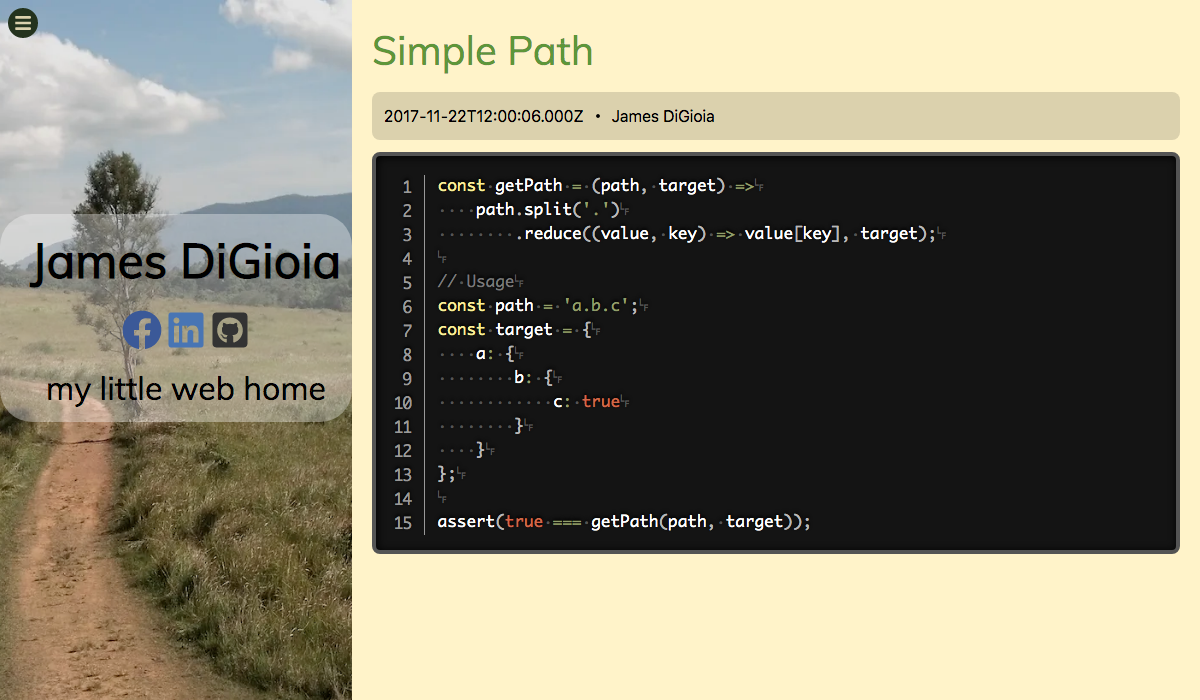 James DiGioia
my little web home
Simple Path
2017-11-22T12:00:06.000Z • James DiGioia
1 const getPath = (path, target) =>
2     path.split('.')
3         .reduce((value, key) => value[key], target);
4
5 // Usage
6 const path = 'a.b.c';
7 const target = {
8     a: {
9         b: {
10             c: true
11         }
12     }
13 };
14
15 assert(true === getPath(path, target));